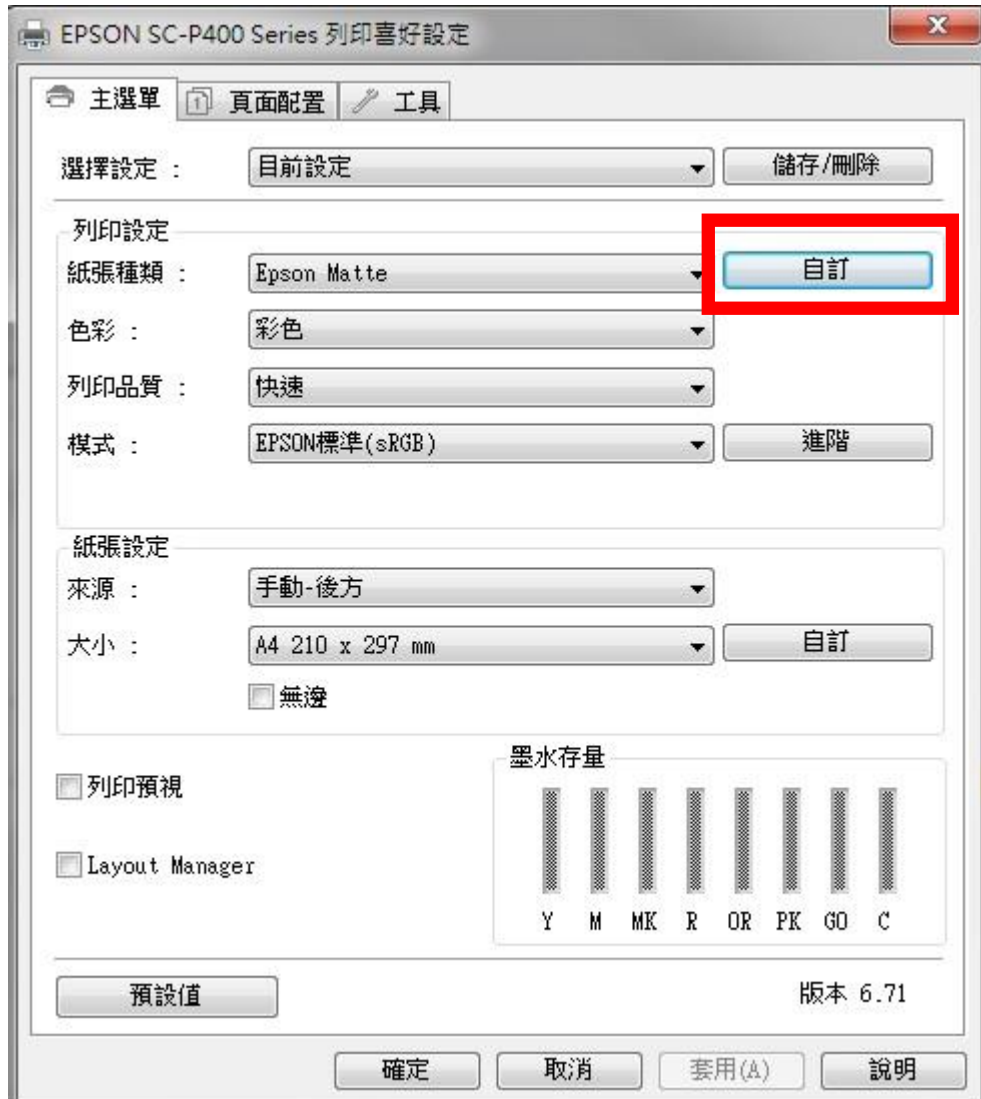 EPSON SC-P400 Series 列印喜好設定
主選單 頁面配置 工具
選擇設定 : 目前設定 儲存/刪除
列印設定
紙張種類 : Epson Matte 自訂
色彩 : 彩色
列印品質 : 快速
模式 : EPSON標準(sRGB) 進階
紙張設定
來源 : 手動-後方
大小 : A4 210 x 297 mm 自訂
無邊
墨水存量
列印預視
Layout Manager
Y M MK R OR PK GO C
預設值 版本 6.71
確定 取消 套用(A) 說明